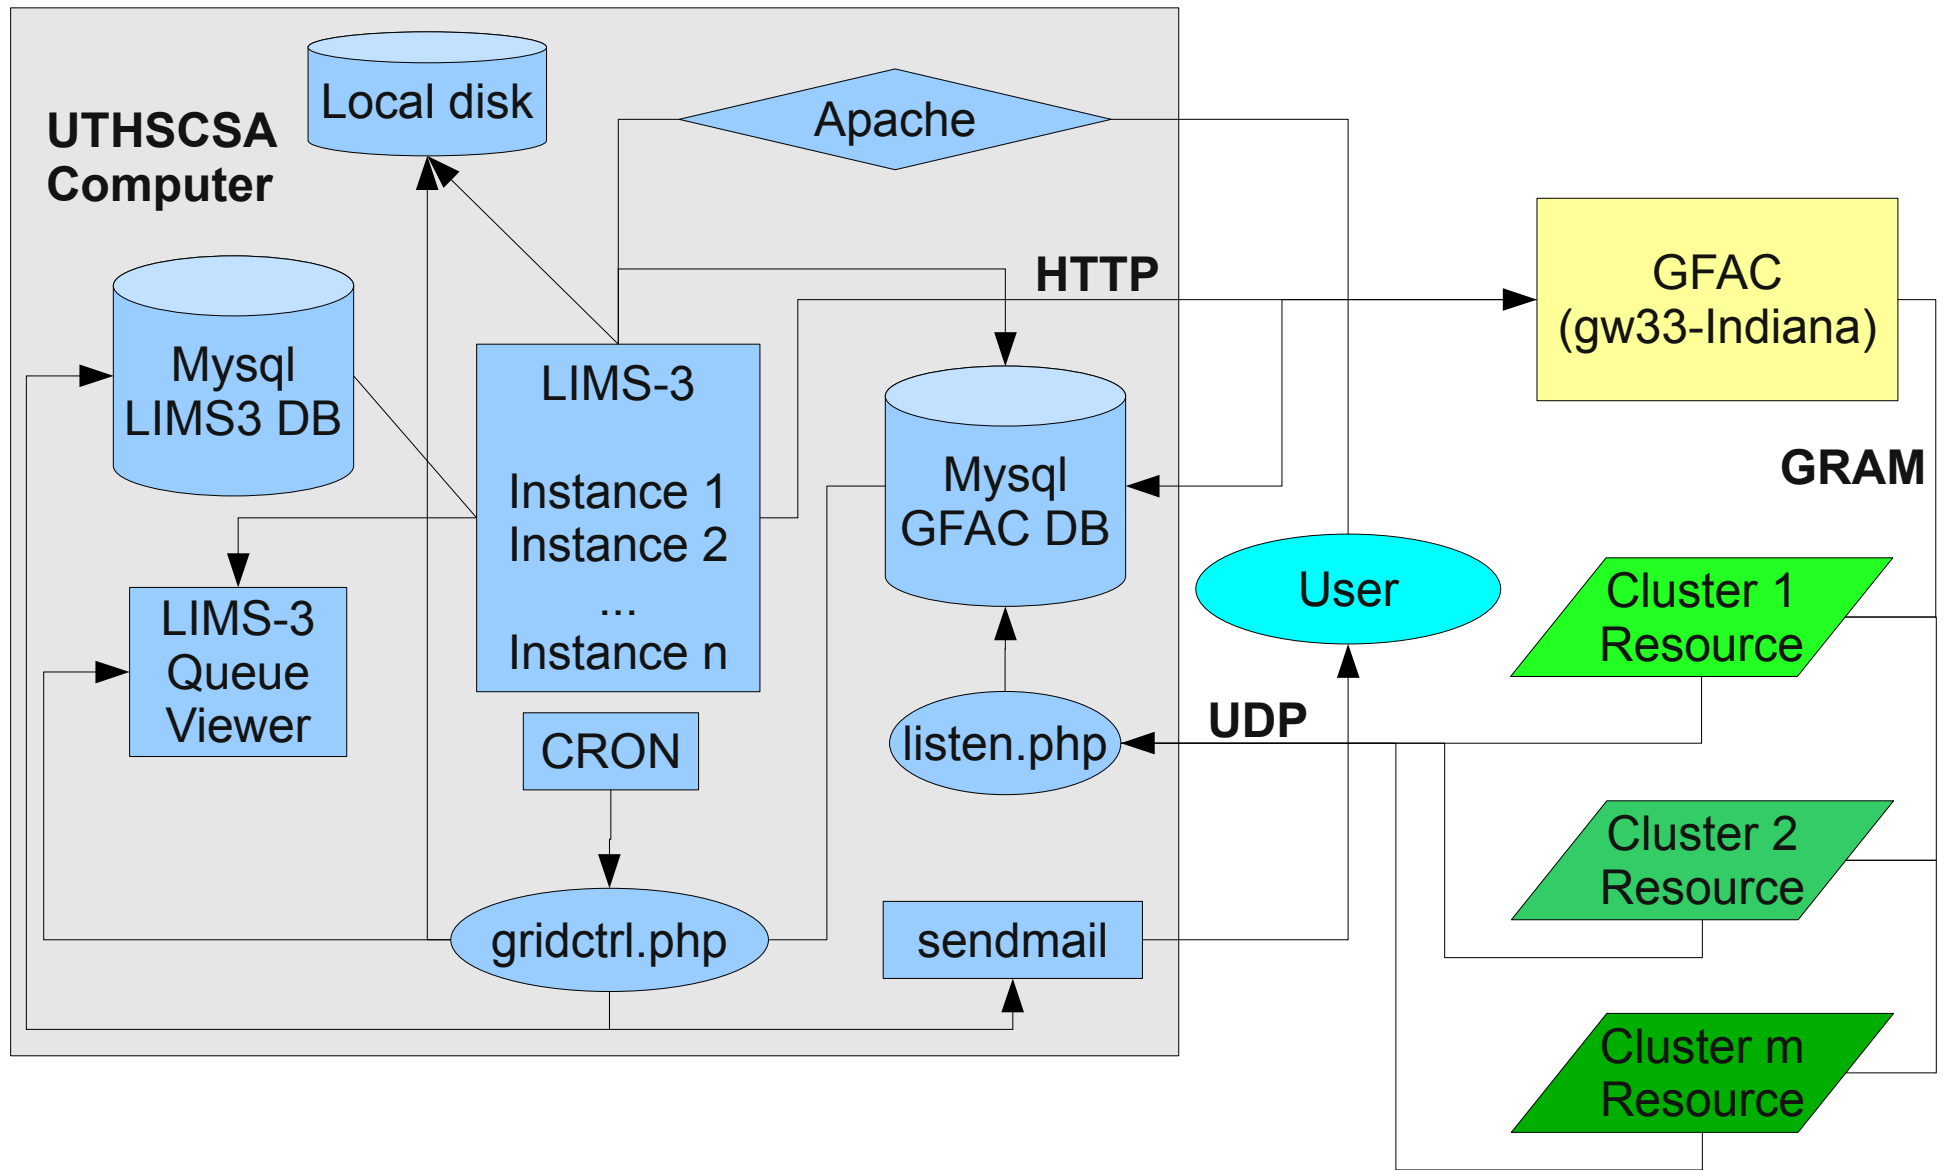 UTHSCSA
Computer
Local disk
Apache
HTTP
GFAC
(gw33-Indiana)
Mysql
LIMS3 DB
LIMS-3
Instance 1
Instance 2
...
Instance n
Mysql
GFAC DB
GRAM
User
Cluster 1
Resource
LIMS-3
Queue
Viewer
CRON
listen.php
UDP
Cluster 2
Resource
gridctrl.php
sendmail
Cluster m
Resource